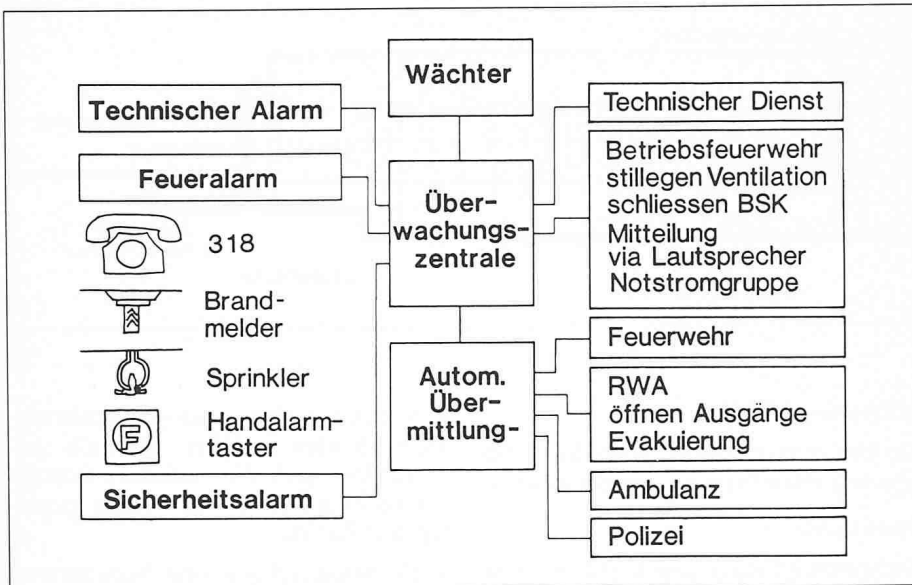 Wächter
Technischer Alarm
Feueralarm
318
Brand-
melder
Sprinkler
F
Handalarm-
taster
Sicherheitsalarm
Über-
wachungs-
zentrale
Autom.
Über-
mittlung-
Technischer Dienst
Betriebsfeuerwehr
stillegen Ventilation
schliessen BSK
Mitteilung
via Lautsprecher
Notstromgruppe
Feuerwehr
RWA
öffnen Ausgänge
Evakuierung
Ambulanz
Polizei